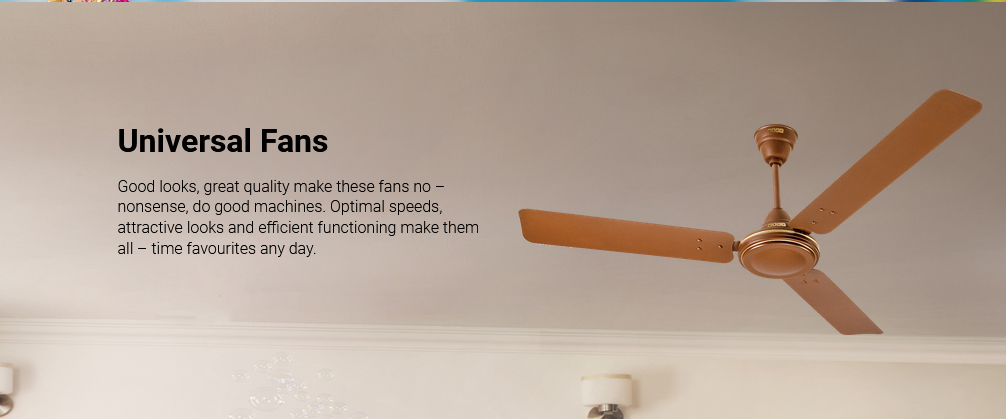 Universal Fans
Good looks, great quality make these fans no –
nonsense, do good machines. Optimal speeds,
attractive looks and efficient functioning make them
all – time favourites any day.